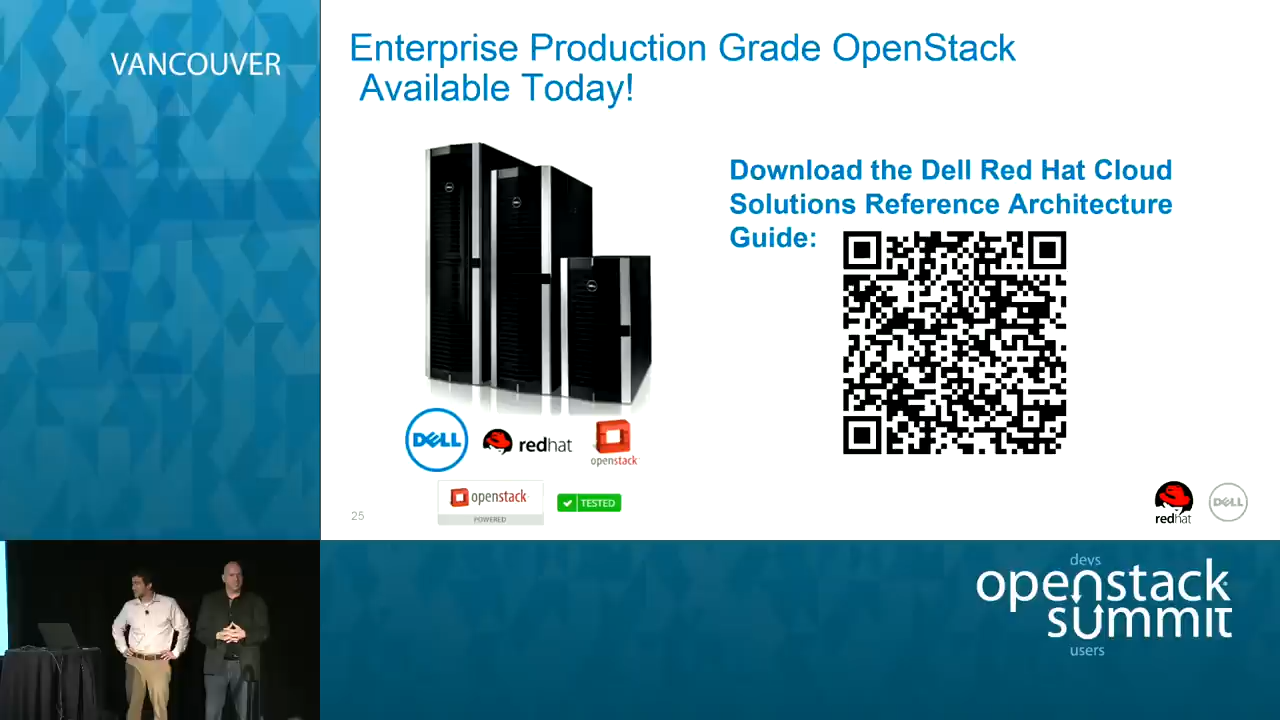 VANCOUVER
Enterprise Production Grade OpenStack
Available Today!
Download the Dell Red Hat Cloud
Solutions Reference Architecture
Guide:
DELL
redhat
openstack
openstack
POWERED
TESTED
25
redhat
DELL
devs
openstack
summit
users